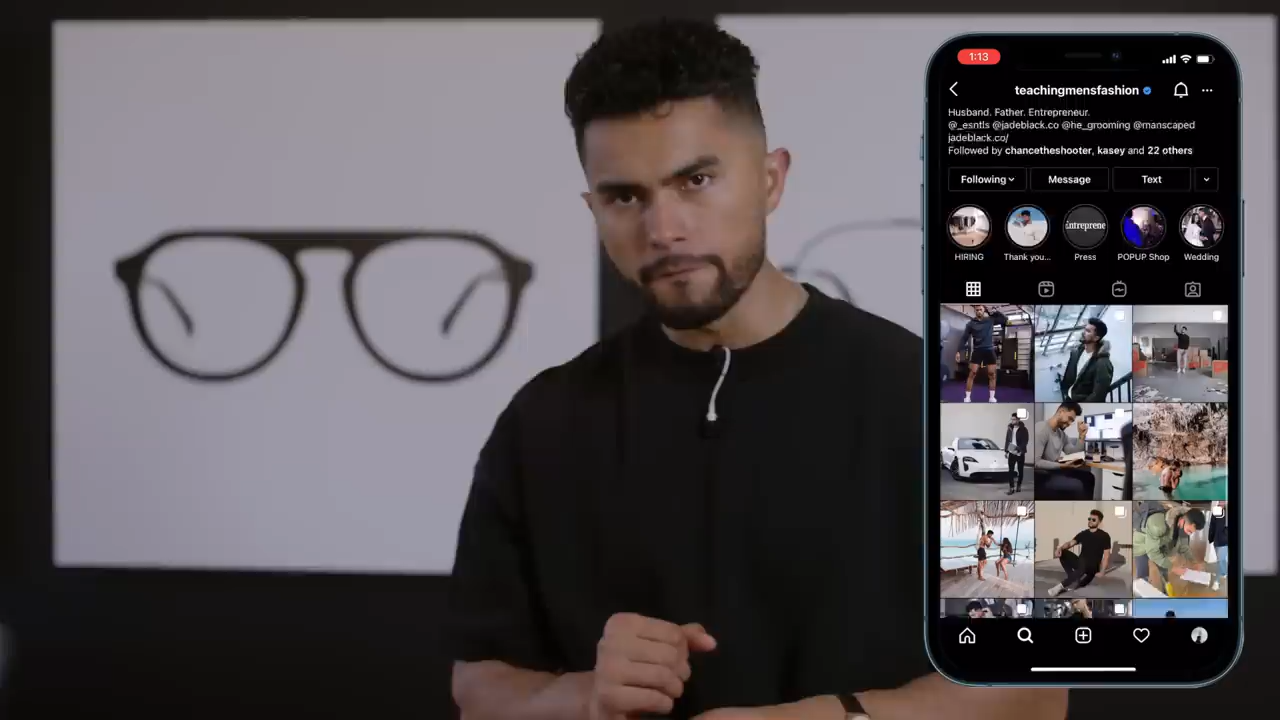 1:13
teachingmensfashion
Husband. Father. Entrepreneur.
@_esntls @jadeblack.co @he_grooming @manscaped
jadeblack.co/
Followed by chancetheshooter, kasey and 22 others
Following Message Text
ntreprene
HIRING Thank you... Press POPUP Shop Wedding